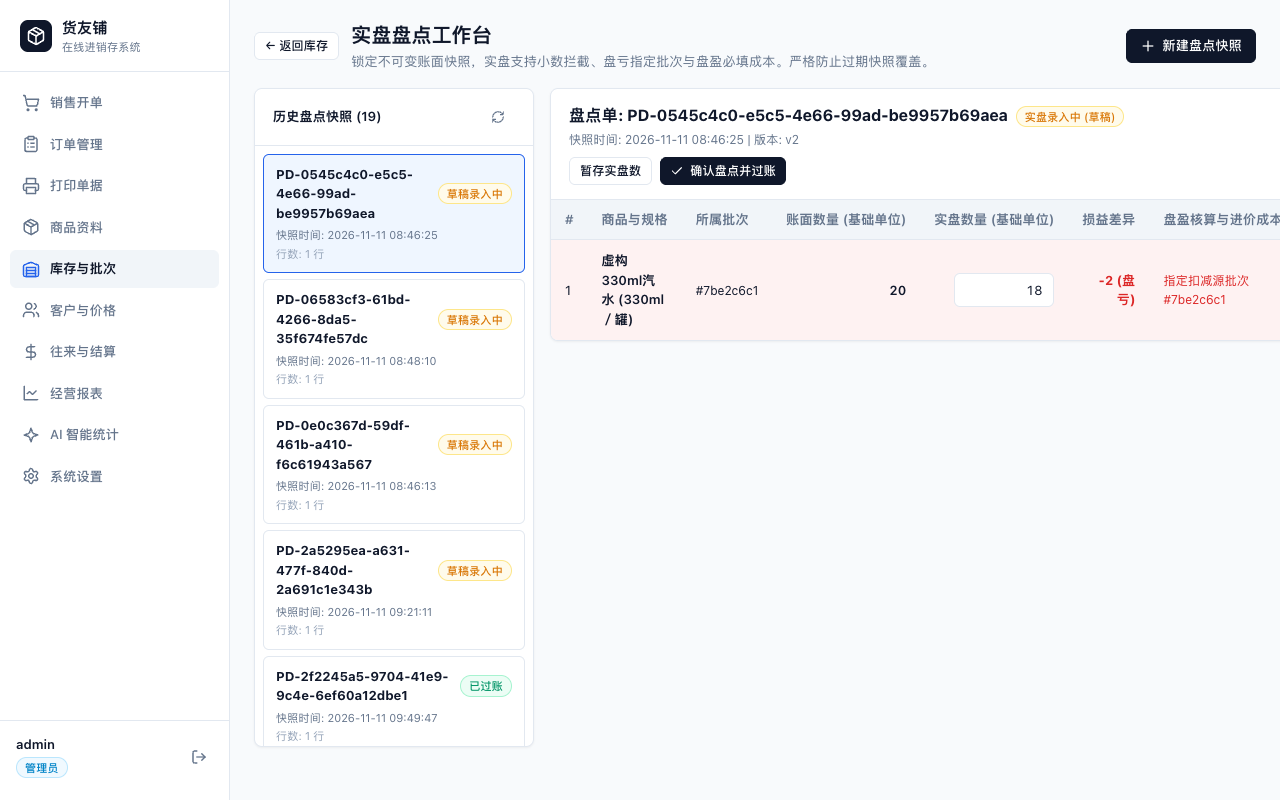 货友铺
在线进销存系统
销售开单
订单管理
打印单据
商品资料
库存与批次
客户与价格
往来与结算
经营报表
AI 智能统计
系统设置
admin
管理员
← 返回库存
实盘盘点工作台
锁定不可变账面快照，实盘支持小数拦截、盘亏指定批次与盘盈必填成本。严格防止过期快照覆盖。
新建盘点快照
历史盘点快照 (19)
PD-0545c4c0-e5c5-
4e66-99ad-
be9957b69aea
草稿录入中
快照时间: 2026-11-11 08:46:25
行数: 1 行
PD-06583cf3-61bd-
4266-8da5-
35f674fe57dc
草稿录入中
快照时间: 2026-11-11 08:48:10
行数: 1 行
PD-0e0c367d-59df-
461b-a410-
f6c61943a567
草稿录入中
快照时间: 2026-11-11 08:46:13
行数: 1 行
PD-2a5295ea-a631-
477f-840d-
2a691c1e343b
草稿录入中
快照时间: 2026-11-11 09:21:11
行数: 1 行
PD-2f2245a5-9704-41e9-
9c4e-6ef60a12dbe1
已过账
快照时间: 2026-11-11 09:49:47
行数: 1 行
盘点单: PD-0545c4c0-e5c5-4e66-99ad-be9957b69aea
实盘录入中 (草稿)
快照时间: 2026-11-11 08:46:25 | 版本: v2
暂存实盘数
确认盘点并过账
# 商品与规格 所属批次 账面数量 (基础单位) 实盘数量 (基础单位) 损益差异 盘盈核算与进价成本
1
虚构
330ml汽
水 (330ml
/ 罐)
#7be2c6c1
20
18
-2 (盘
亏)
指定扣减源批次
#7be2c6c1